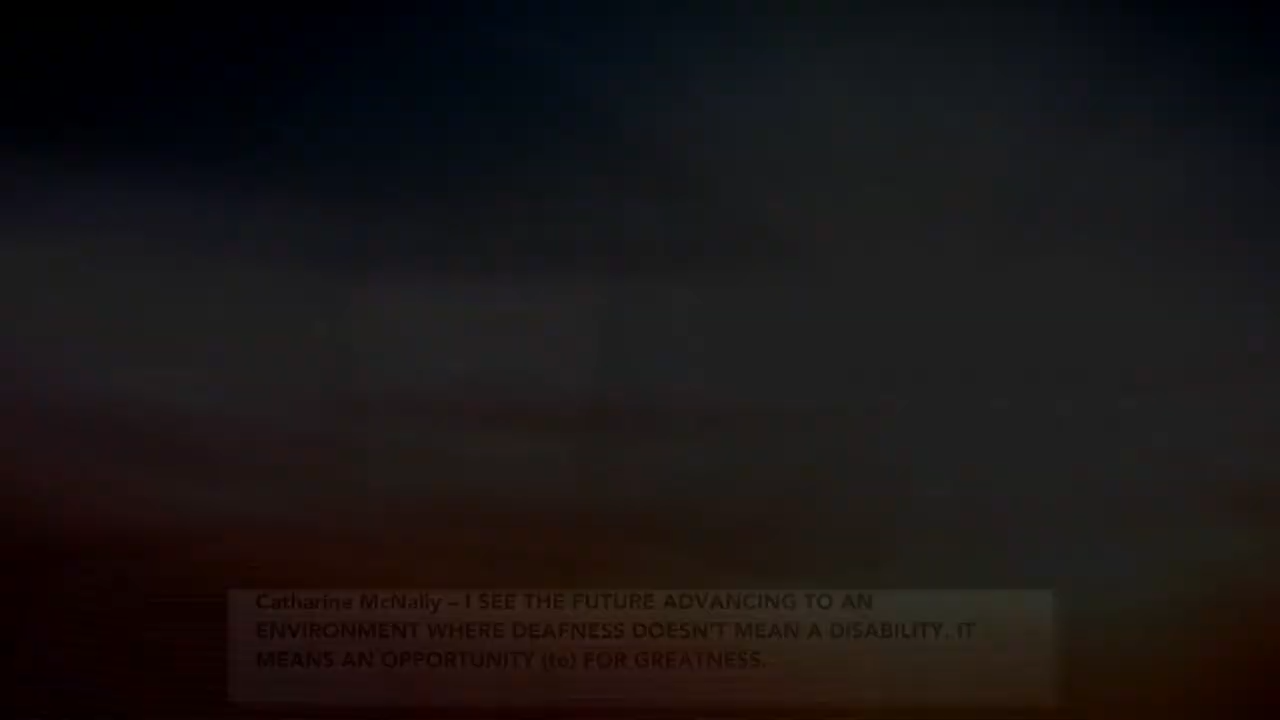 Catharine McNally – I SEE THE FUTURE ADVANCING TO AN
ENVIRONMENT WHERE DEAFNESS DOESN'T MEAN A DISABILITY. IT
MEANS AN OPPORTUNITY (to) FOR GREATNESS.